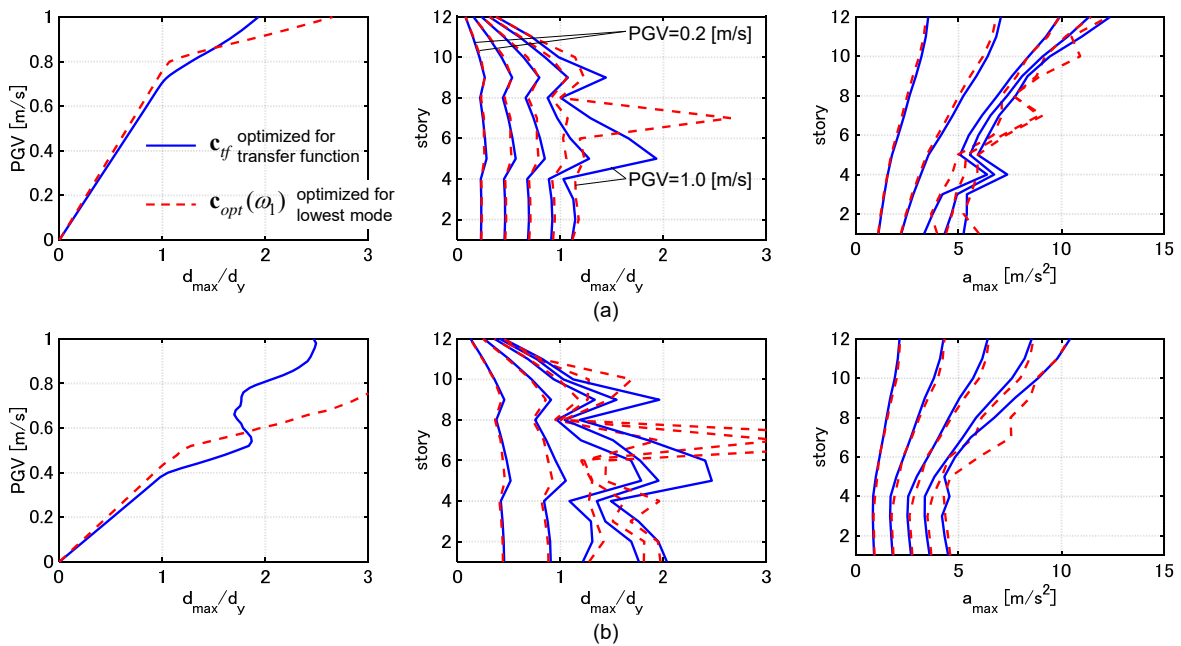 1
0.8
0.6
0.4
0.2
0
0 1 2 3
PGV [m/s]
d_max/d_y
c_tf optimized for
transfer function
c_opt(ω_1) optimized for
lowest mode
12
10
8
6
4
2
0 1 2 3
story
d_max/d_y
PGV=0.2 [m/s]
PGV=1.0 [m/s]
12
10
8
6
4
2
0 5 10 15
story
a_max [m/s²]
(a)
1
0.8
0.6
0.4
0.2
0
0 1 2 3
PGV [m/s]
d_max/d_y
12
10
8
6
4
2
0 1 2 3
story
d_max/d_y
12
10
8
6
4
2
0 5 10 15
story
a_max [m/s²]
(b)